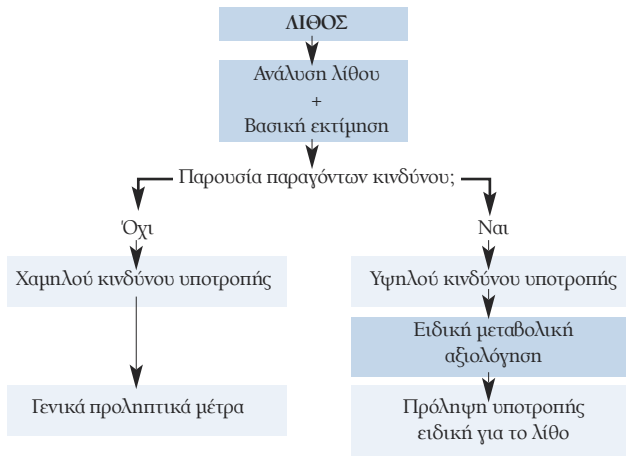 ΛΙΘΟΣ
Ανάλυση λίθου
+
Βασική εκτίμηση
Παρουσία παραγόντων κινδύνου;
Όχι
Ναι
Χαμηλού κινδύνου υποτροπής
Υψηλού κινδύνου υποτροπής
Ειδική μεταβολική
αξιολόγηση
Γενικά προληπτικά μέτρα
Πρόληψη υποτροπής
ειδική για το λίθο